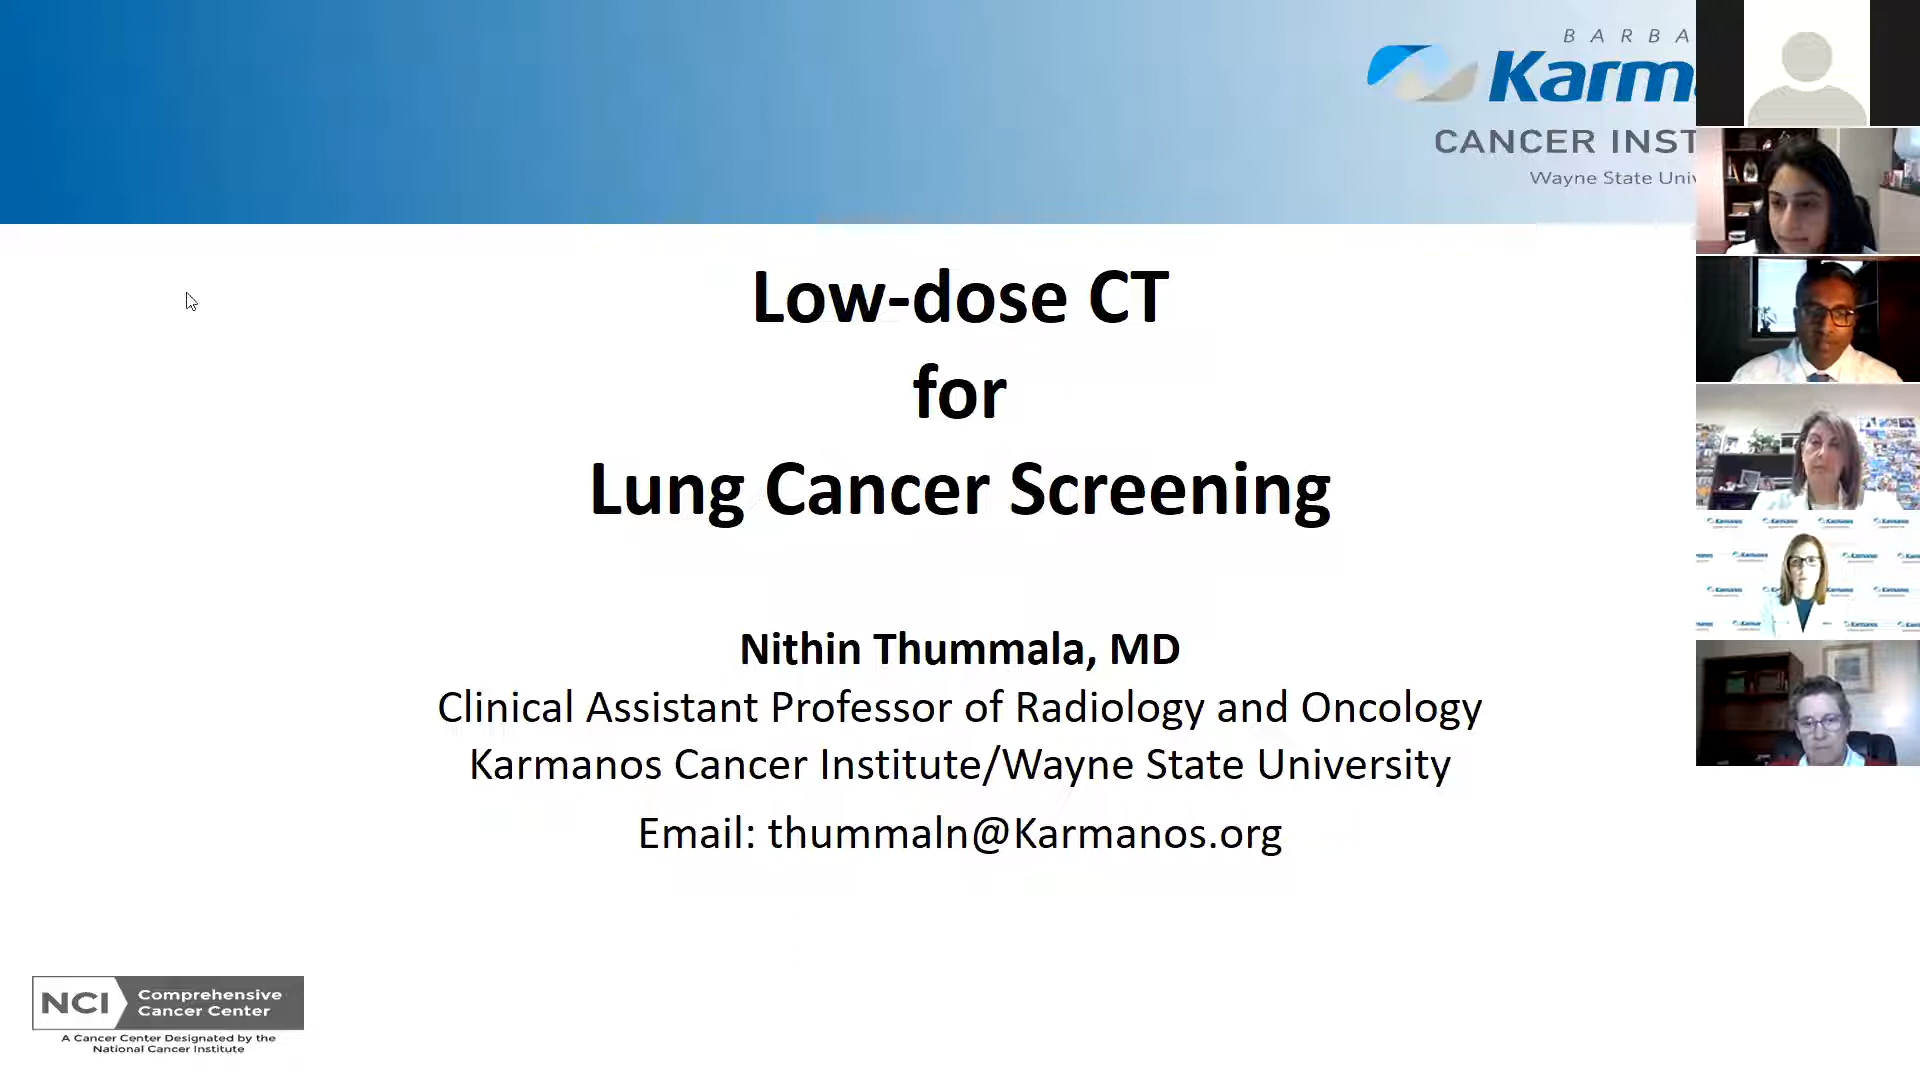 BARBA
Karm
CANCER INST
Wayne State Univ
Low-dose CT
for
Lung Cancer Screening
Nithin Thummala, MD
Clinical Assistant Professor of Radiology and Oncology
Karmanos Cancer Institute/Wayne State University
Email: thummaln@Karmanos.org
NCI
Comprehensive
Cancer Center
A Cancer Center Designated by the
National Cancer Institute